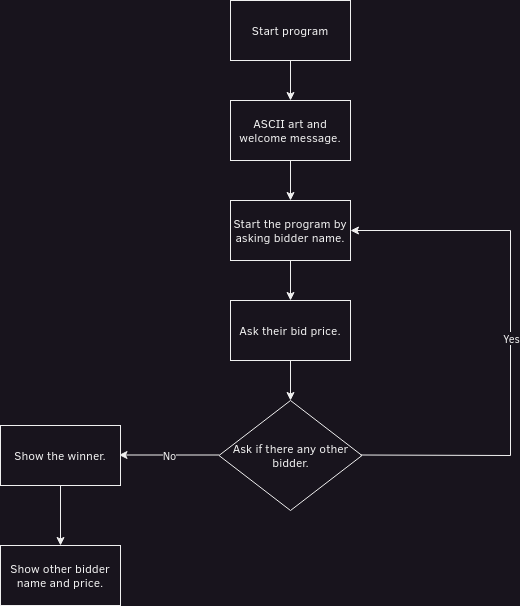 Start program
ASCII art and
welcome message.
Start the program by
asking bidder name.
Ask their bid price.
Yes
Ask if there any other
bidder.
No
Show the winner.
Show other bidder
name and price.